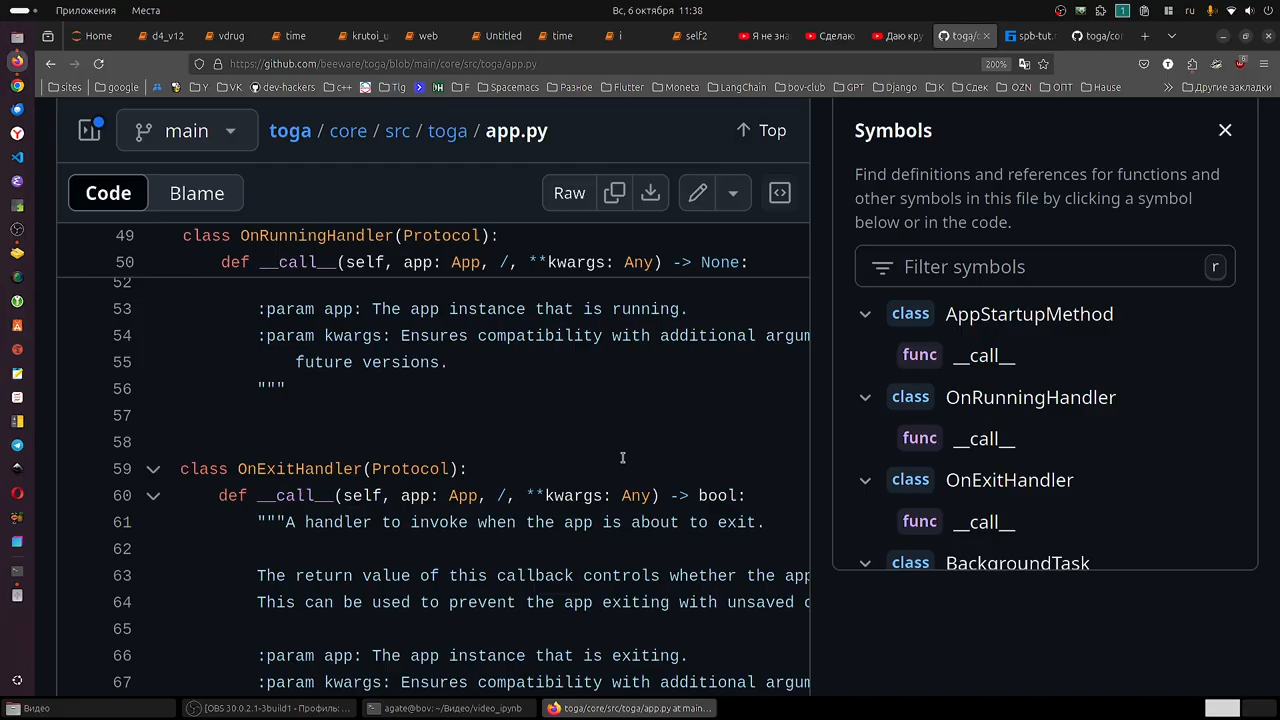 Приложения Места Вс, 6 октября 11:38 1 ru
Home d4_v12 vdrug time krutoi_u web Untitled time i self2 Я не зна Сделаю Даю кру toga/c spb-tut. toga/cor
https://github.com/beeware/toga/blob/main/core/src/toga/app.py 200%
sites google Y VK dev-hackers c++ Tlg H F Spacemacs Разное Flutter Moneta LangChain bov-club GPT Django K Сдек OZN ОПТ Hause Другие закладки
main toga / core / src / toga / app.py Top
Code Blame Raw
49 class OnRunningHandler(Protocol):
50 def __call__(self, app: App, /, **kwargs: Any) -> None:
52
53 :param app: The app instance that is running.
54 :param kwargs: Ensures compatibility with additional argum
55 future versions.
56 """
57
58
59 class OnExitHandler(Protocol):
60 def __call__(self, app: App, /, **kwargs: Any) -> bool:
61 """A handler to invoke when the app is about to exit.
62
63 The return value of this callback controls whether the app
64 This can be used to prevent the app exiting with unsaved c
65
66 :param app: The app instance that is exiting.
67 :param kwargs: Ensures compatibility with additional argum
Symbols
Find definitions and references for functions and
other symbols in this file by clicking a symbol
below or in the code.
Filter symbols r
class AppStartupMethod
func __call__
class OnRunningHandler
func __call__
class OnExitHandler
func __call__
class BackgroundTask
Видео [OBS 30.0.2.1-3build1 - Профиль: ... agate@bov: ~/Видео/video_ipynb toga/core/src/toga/app.py at main...